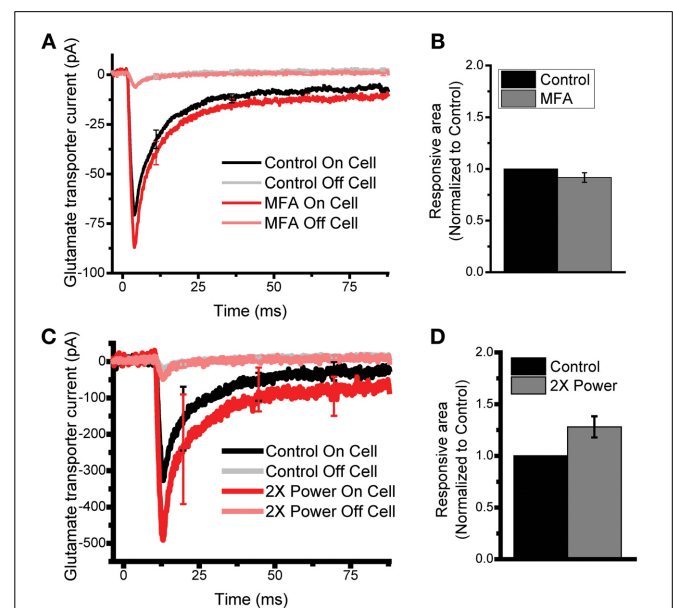 A
Glutamate transporter current (pA)
0
-25
-50
-75
-100
Control On Cell
Control Off Cell
MFA On Cell
MFA Off Cell
0
25
50
75
Time (ms)
B
Responsive area
(Normalized to Control)
2.0
1.5
1.0
0.5
0.0
Control
MFA
C
Glutamate transporter current (pA)
0
-100
-200
-300
-400
-500
Control On Cell
Control Off Cell
2X Power On Cell
2X Power Off Cell
0
25
50
75
Time (ms)
D
Responsive area
(Normalized to Control)
2.0
1.5
1.0
0.5
0.0
Control
2X Power